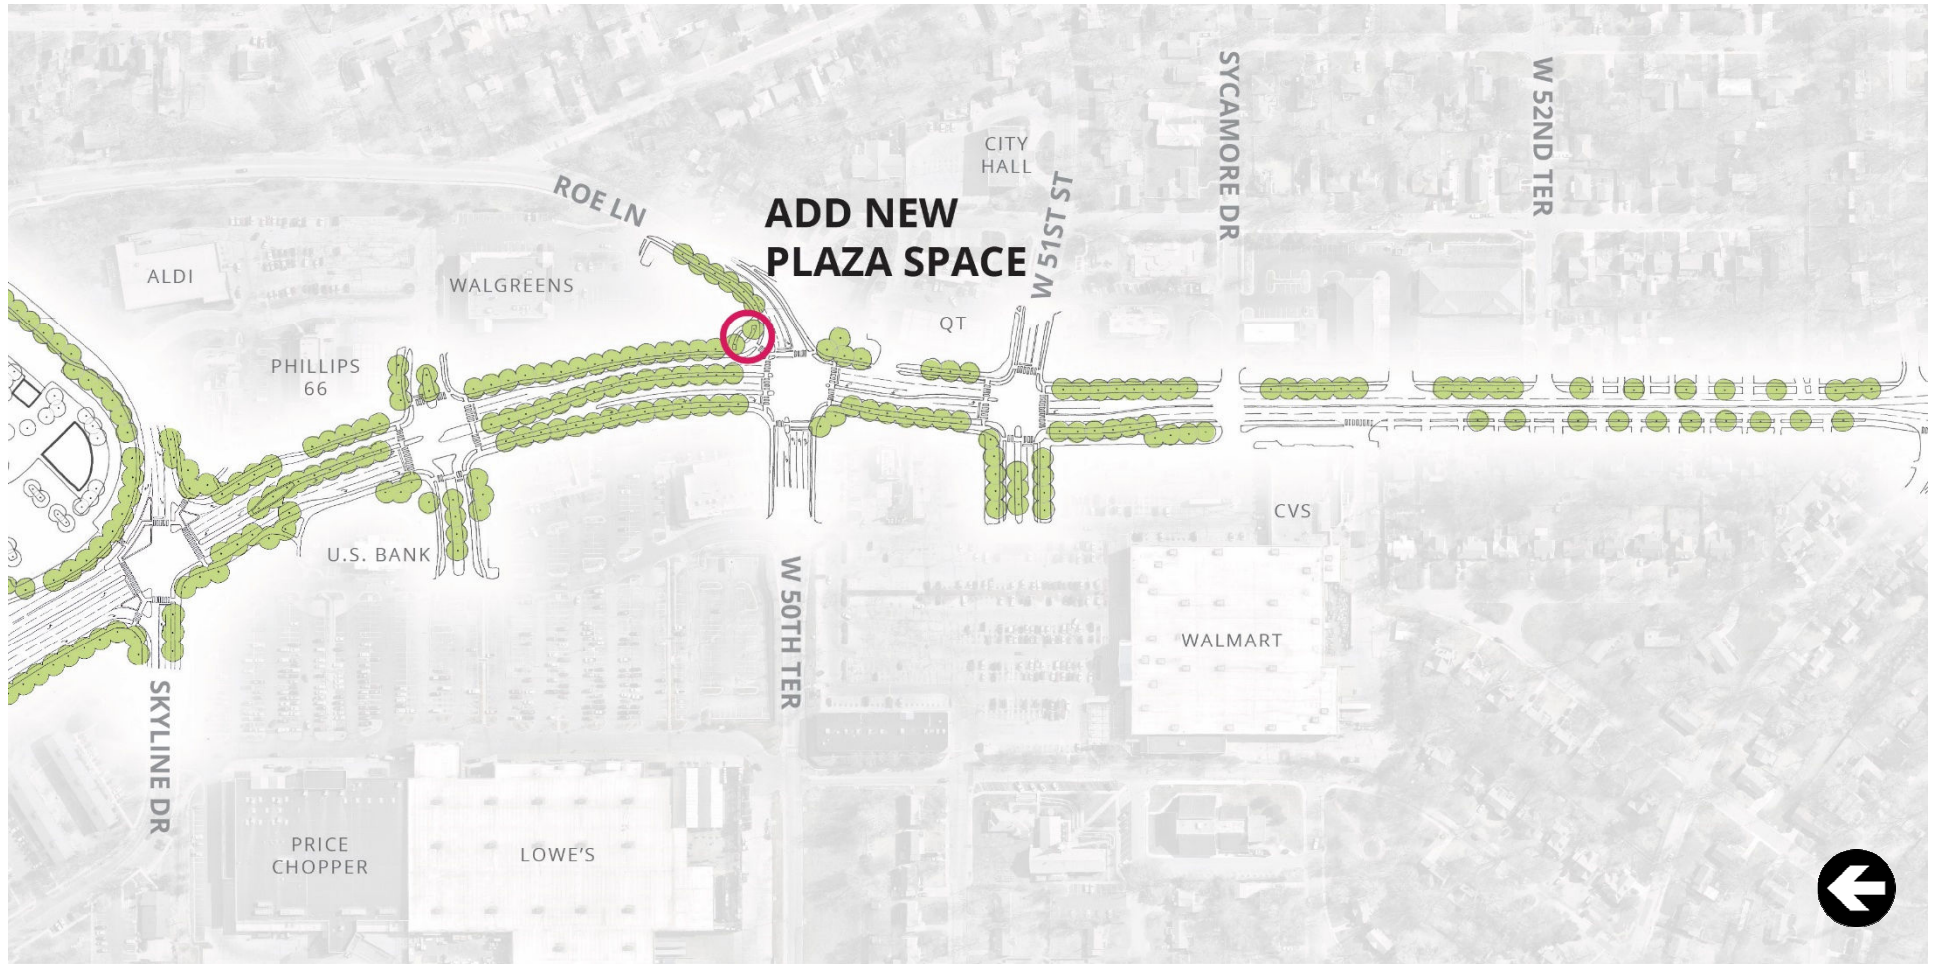 SYCAMORE DR
W 52ND TER
CITY
HALL
ROE LN
ADD NEW
PLAZA SPACE
W 51ST ST
ALDI
WALGREENS
QT
PHILLIPS
66
U.S. BANK
CVS
W 50TH TER
WALMART
SKYLINE DR
PRICE
CHOPPER
LOWE'S